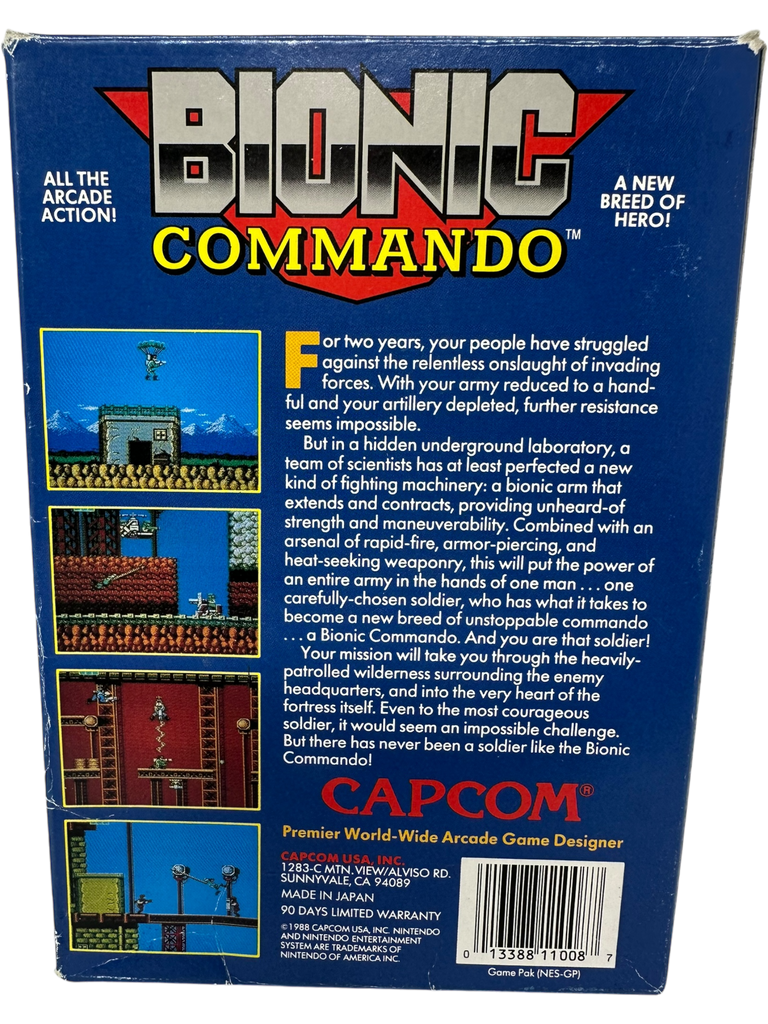 BIONIC
COMMANDO™
ALL THE
ARCADE
ACTION!
A NEW
BREED OF
HERO!
For two years, your people have struggled
against the relentless onslaught of invading
forces. With your army reduced to a hand-
ful and your artillery depleted, further resistance
seems impossible.
But in a hidden underground laboratory, a
team of scientists has at least perfected a new
kind of fighting machinery: a bionic arm that
extends and contracts, providing unheard-of
strength and maneuverability. Combined with an
arsenal of rapid-fire, armor-piercing, and
heat-seeking weaponry, this will put the power of
an entire army in the hands of one man . . . one
carefully-chosen soldier, who has what it takes to
become a new breed of unstoppable commando
. . . a Bionic Commando. And you are that soldier!
Your mission will take you through the heavily-
patrolled wilderness surrounding the enemy
headquarters, and into the very heart of the
fortress itself. Even to the most courageous
soldier, it would seem an impossible challenge.
But there has never been a soldier like the Bionic
Commando!
CAPCOM®
Premier World-Wide Arcade Game Designer
CAPCOM USA, INC.
1283-C MTN. VIEW/ALVISO RD.
SUNNYVALE, CA 94089
MADE IN JAPAN
90 DAYS LIMITED WARRANTY
©1988 CAPCOM USA, INC. NINTENDO
AND NINTENDO ENTERTAINMENT
SYSTEM ARE TRADEMARKS OF
NINTENDO OF AMERICA INC.
0 13388 11008 7
Game Pak (NES-GP)